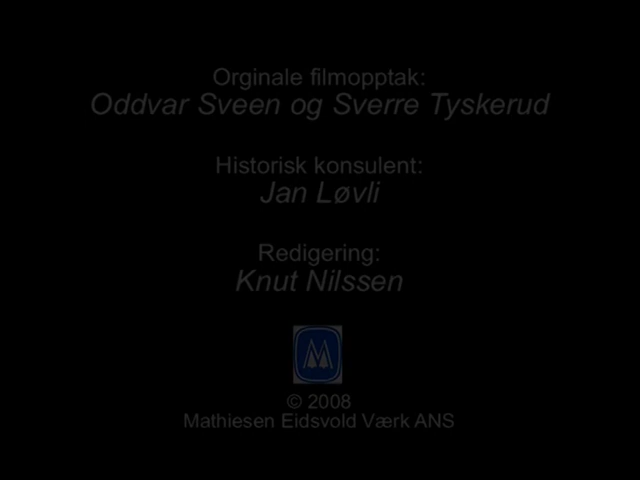 Orginale filmopptak:
Oddvar Sveen og Sverre Tyskerud
Historisk konsulent:
Jan Løvli
Redigering:
Knut Nilssen
© 2008
Mathiesen Eidsvold Værk ANS